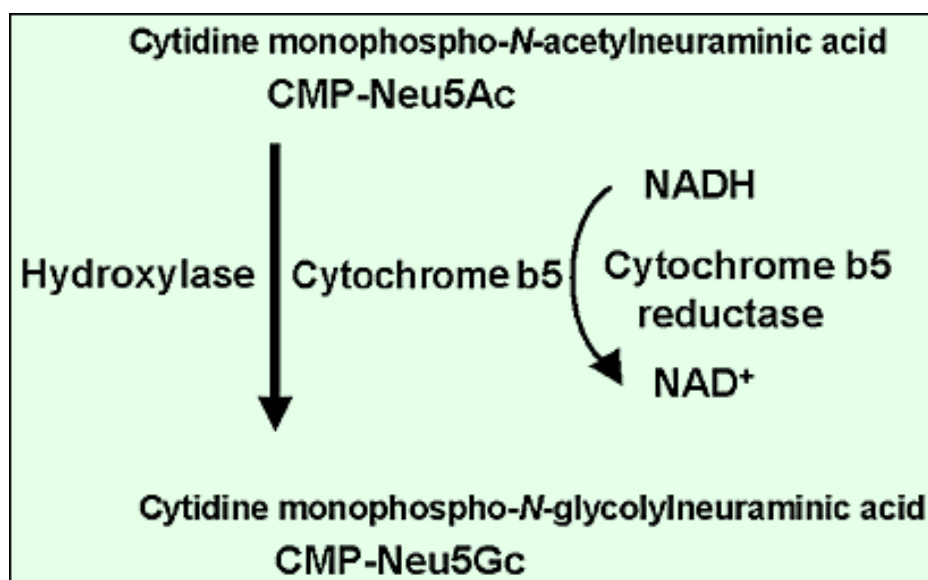 Cytidine monophospho-N-acetylneuraminic acid
CMP-Neu5Ac
NADH
Hydroxylase
Cytochrome b5
Cytochrome b5
reductase
NAD⁺
Cytidine monophospho-N-glycolylneuraminic acid
CMP-Neu5Gc